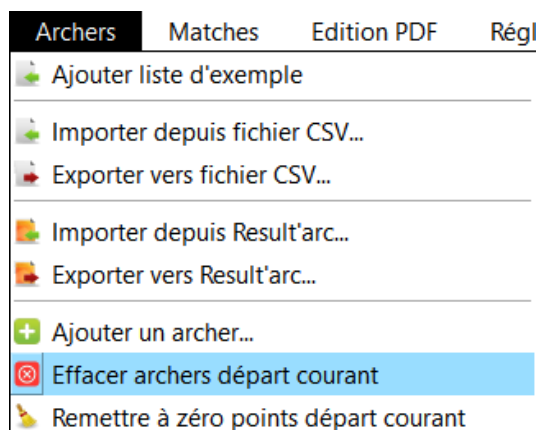 Archers Matches Edition PDF Régl
Ajouter liste d'exemple
Importer depuis fichier CSV...
Exporter vers fichier CSV...
Importer depuis Result'arc...
Exporter vers Result'arc...
Ajouter un archer...
Effacer archers départ courant
Remettre à zéro points départ courant